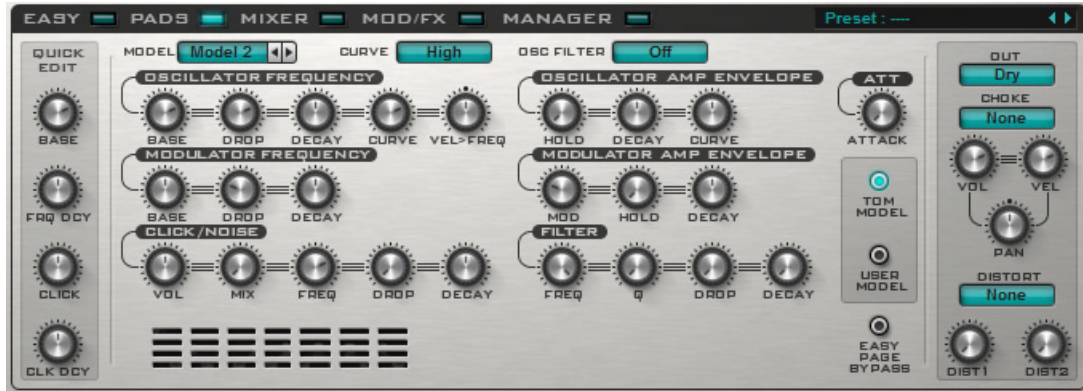 EASY PADS MIXER MOD/FX MANAGER Preset : ----
QUICK EDIT
BASE
FRQ DCY
CLICK
CLK DCY
MODEL Model 2 CURVE High OSC FILTER Off
OSCILLATOR FREQUENCY
BASE DROP DECAY CURVE VEL>FREQ
OSCILLATOR AMP ENVELOPE
HOLD DECAY CURVE
ATT
ATTACK
MODULATOR FREQUENCY
BASE DROP DECAY
MODULATOR AMP ENVELOPE
MOD HOLD DECAY
CLICK/NOISE
VOL MIX FREQ DROP DECAY
FILTER
FREQ Q DROP DECAY
TOM
MODEL
USER
MODEL
EASY
PAGE
BYPASS
OUT
Dry
CHOKE
None
VOL VEL
PAN
DISTORT
None
DIST1 DIST2